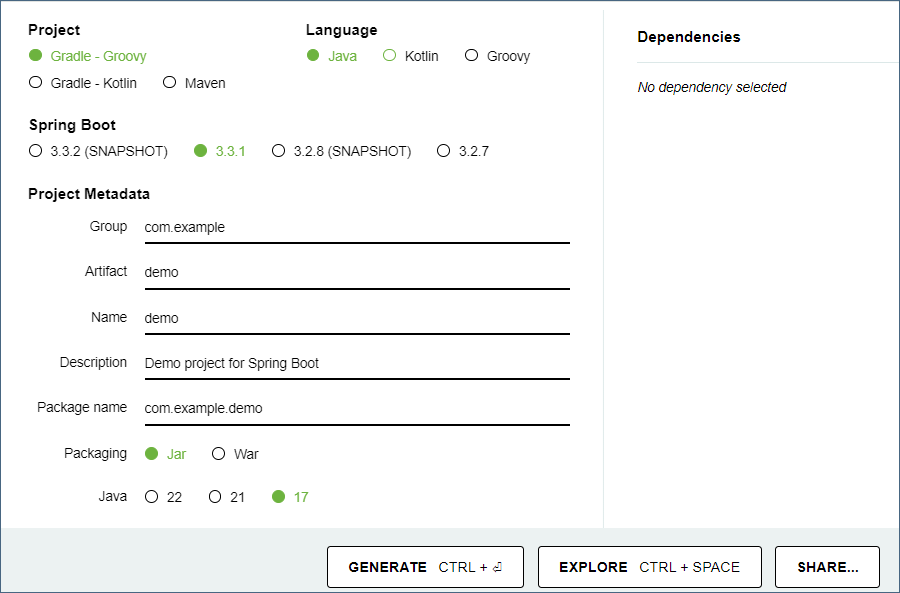 Project
Gradle - Groovy
Gradle - Kotlin Maven
Language
Java Kotlin Groovy
Spring Boot
3.3.2 (SNAPSHOT) 3.3.1 3.2.8 (SNAPSHOT) 3.2.7
Project Metadata
Group com.example
Artifact demo
Name demo
Description Demo project for Spring Boot
Package name com.example.demo
Packaging Jar War
Java 22 21 17
Dependencies
No dependency selected
GENERATE CTRL + ⏎ EXPLORE CTRL + SPACE SHARE...